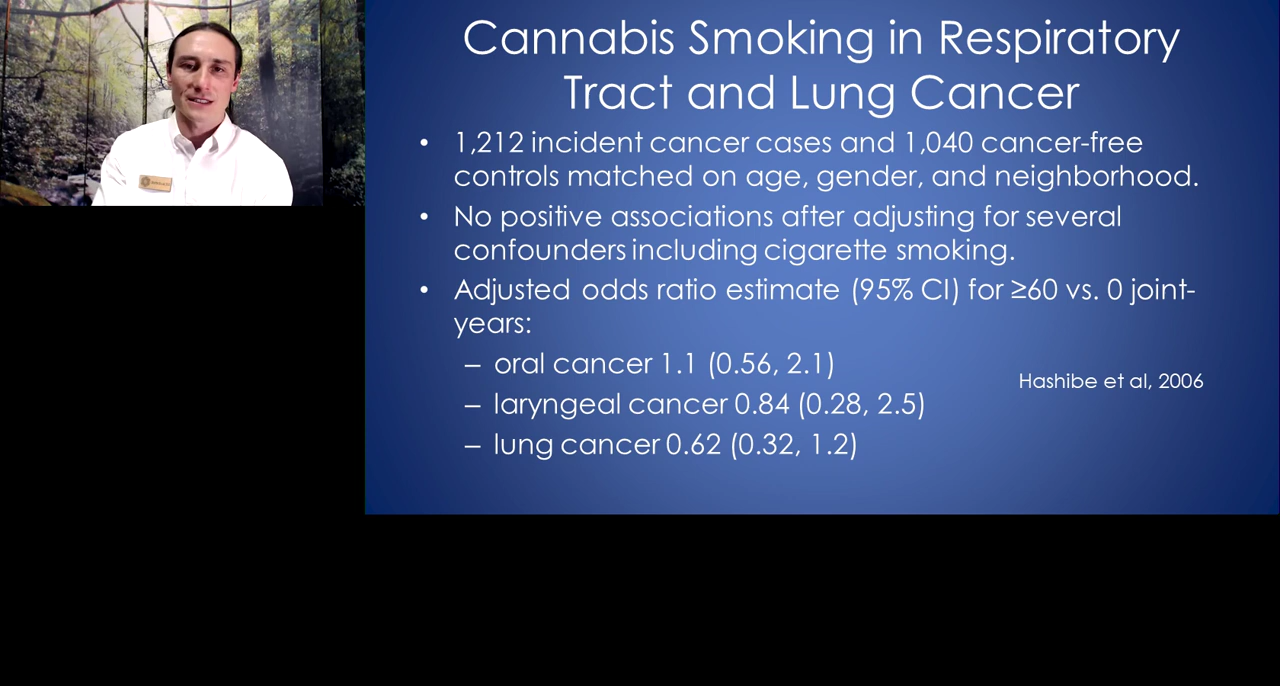 Cannabis Smoking in Respiratory
Tract and Lung Cancer
• 1,212 incident cancer cases and 1,040 cancer-free
controls matched on age, gender, and neighborhood.
• No positive associations after adjusting for several
confounders including cigarette smoking.
• Adjusted odds ratio estimate (95% CI) for ≥60 vs. 0 joint-
years:
– oral cancer 1.1 (0.56, 2.1)
Hashibe et al, 2006
– laryngeal cancer 0.84 (0.28, 2.5)
– lung cancer 0.62 (0.32, 1.2)